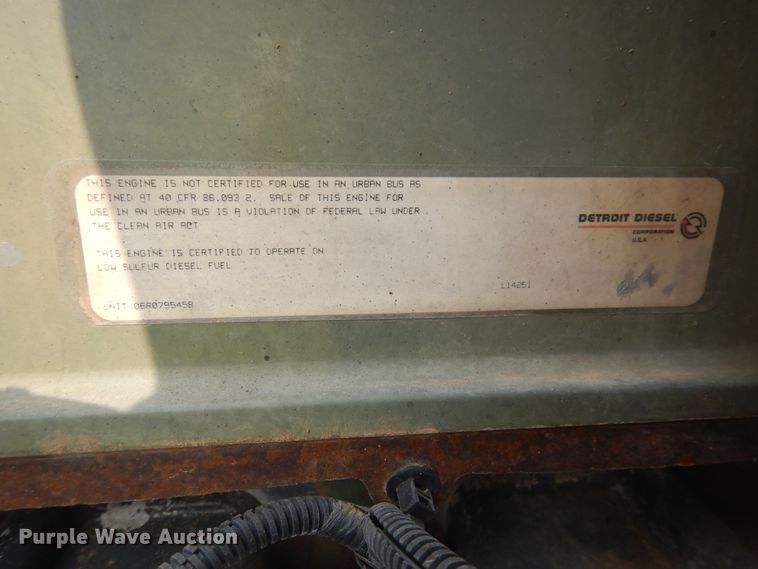 THIS ENGINE IS NOT CERTIFIED FOR USE IN AN URBAN BUS AS
DEFINED AT 40 CFR 86.093 2. SALE OF THIS ENGINE FOR
USE IN AN URBAN BUS IS A VIOLATION OF FEDERAL LAW UNDER
THE CLEAN AIR ACT
DETROIT DIESEL
CORPORATION
U.S.A.
THIS ENGINE IS CERTIFIED TO OPERATE ON
LOW SULFUR DIESEL FUEL
L14251
UNIT 06R0795458
Purple Wave Auction
PurpleWave.com